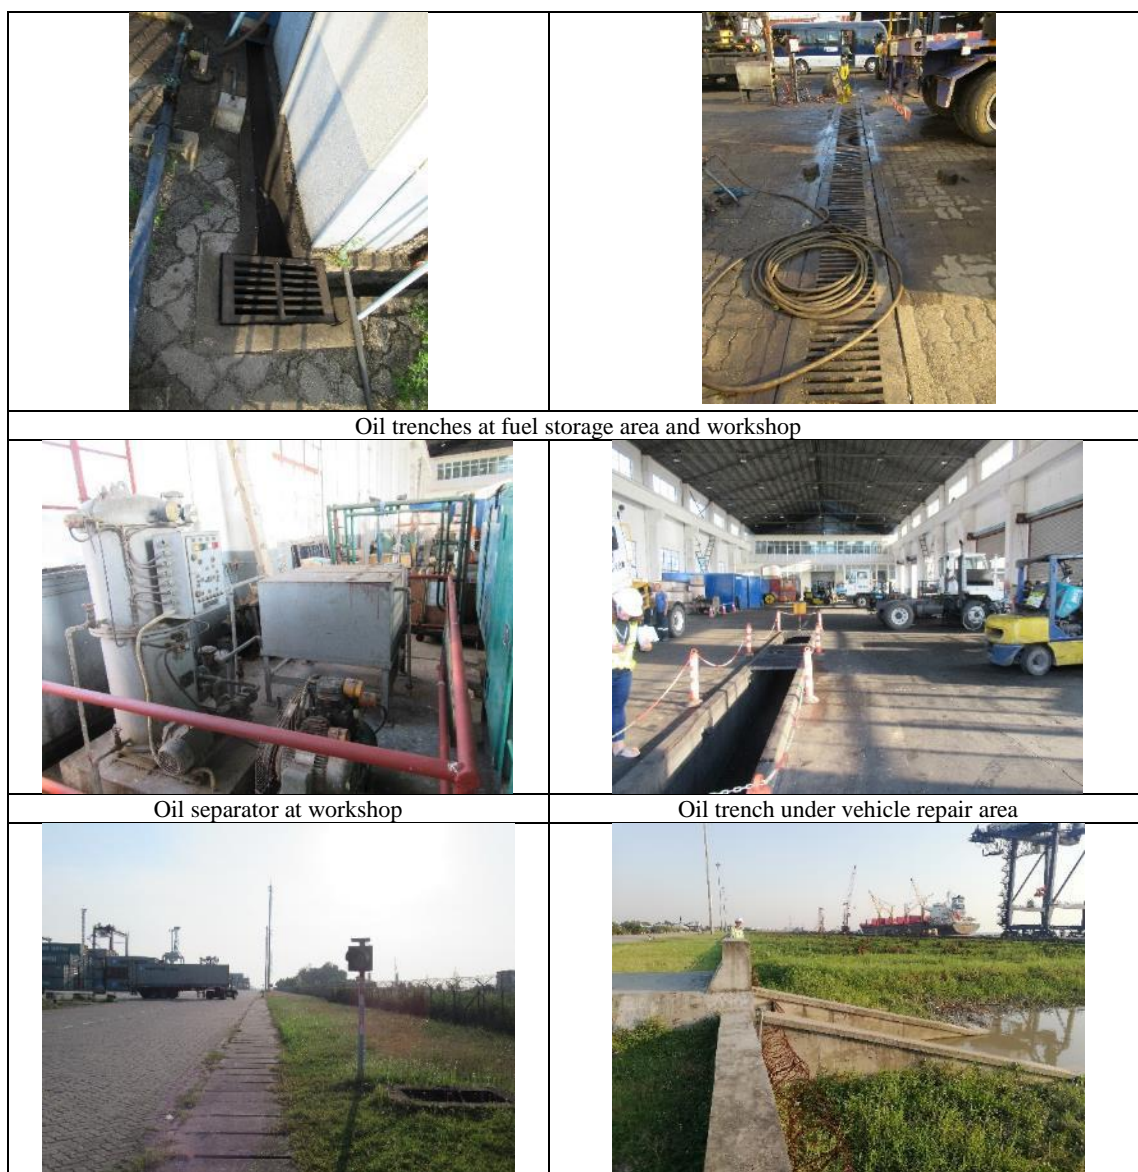 Oil trenches at fuel storage area and workshop
Oil separator at workshop
Oil trench under vehicle repair area